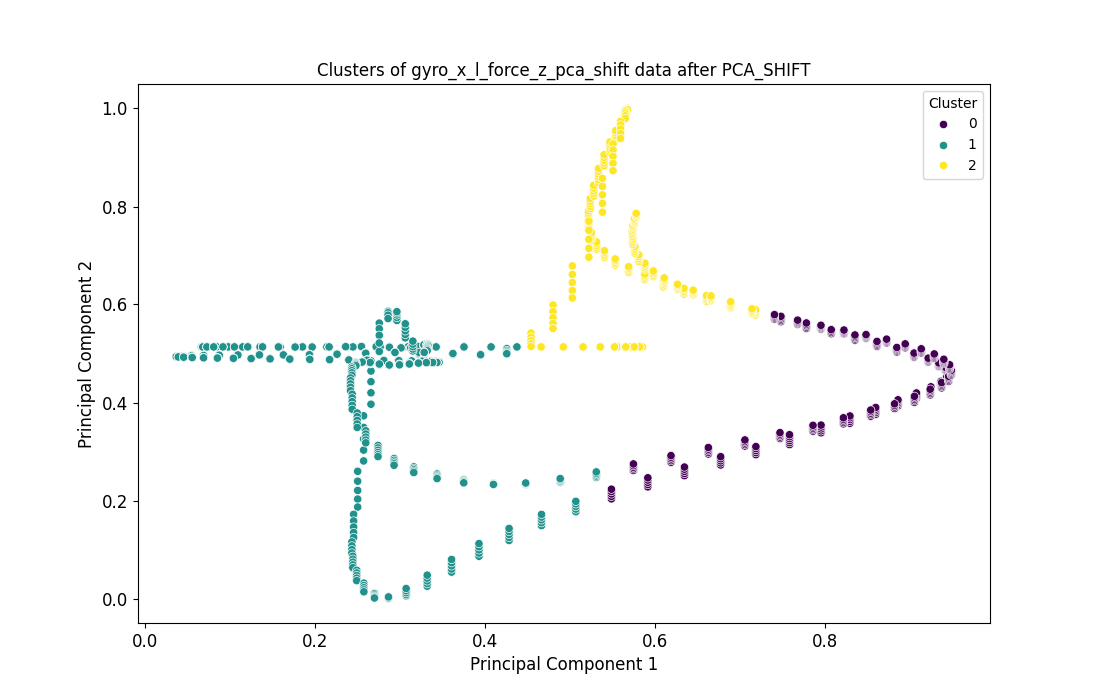 Clusters of gyro_x_l_force_z_pca_shift data after PCA_SHIFT
Cluster
0
1
2
Principal Component 2
1.0
0.8
0.6
0.4
0.2
0.0
0.0 0.2 0.4 0.6 0.8
Principal Component 1